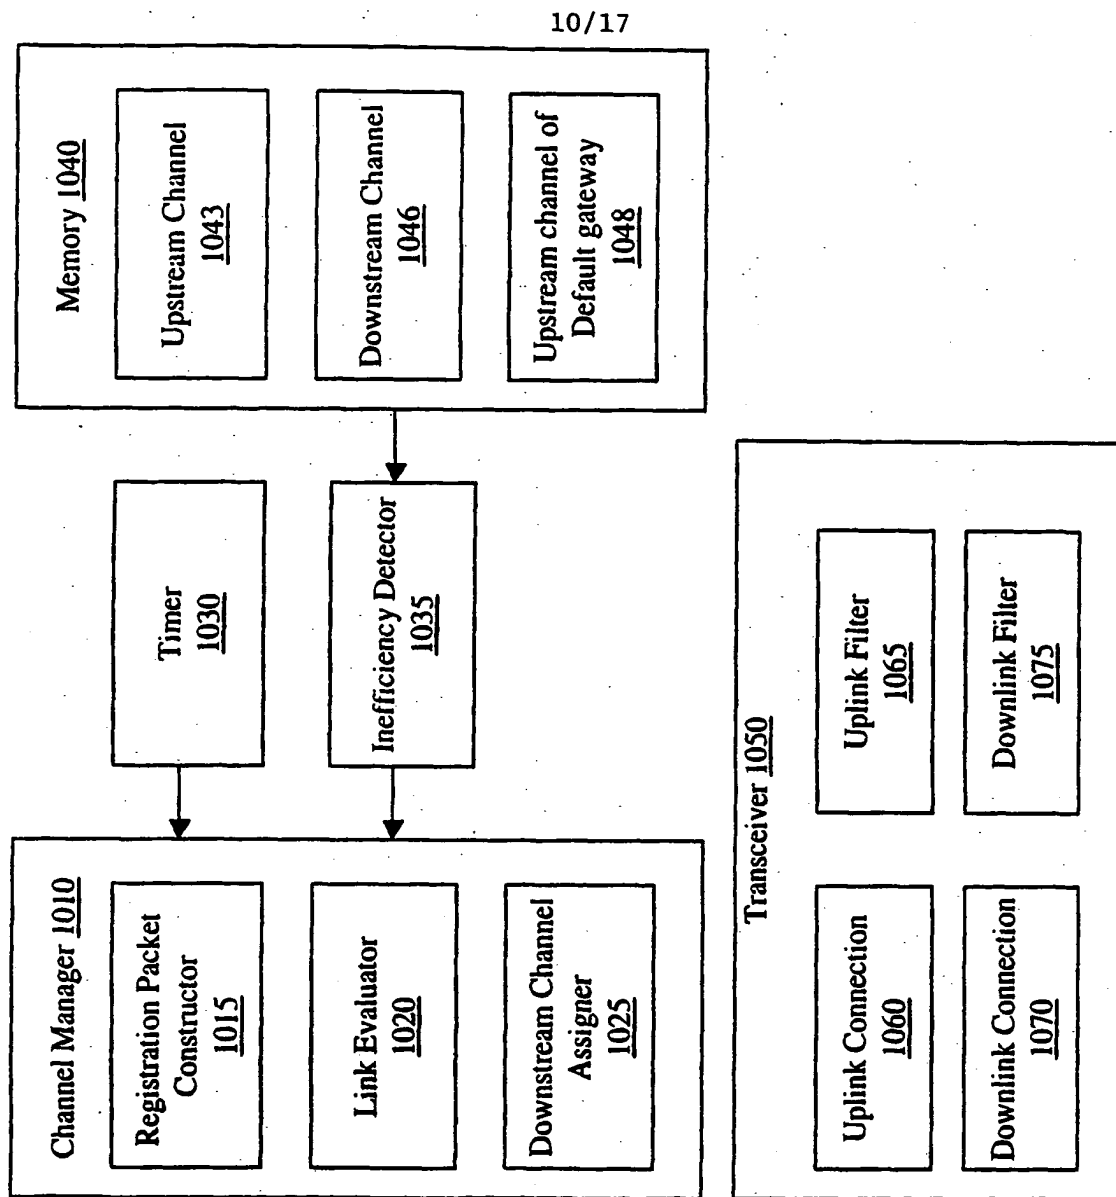 10/17
Channel Manager 1010
Registration Packet
Constructor
1015
Link Evaluator
1020
Downstream Channel
Assigner
1025
Timer
1030
Inefficiency Detector
1035
Memory 1040
Upstream Channel
1043
Downstream Channel
1046
Upstream channel of
Default gateway
1048
Transceiver 1050
Uplink Connection
1060
Uplink Filter
1065
Downlink Connection
1070
Downlink Filter
1075